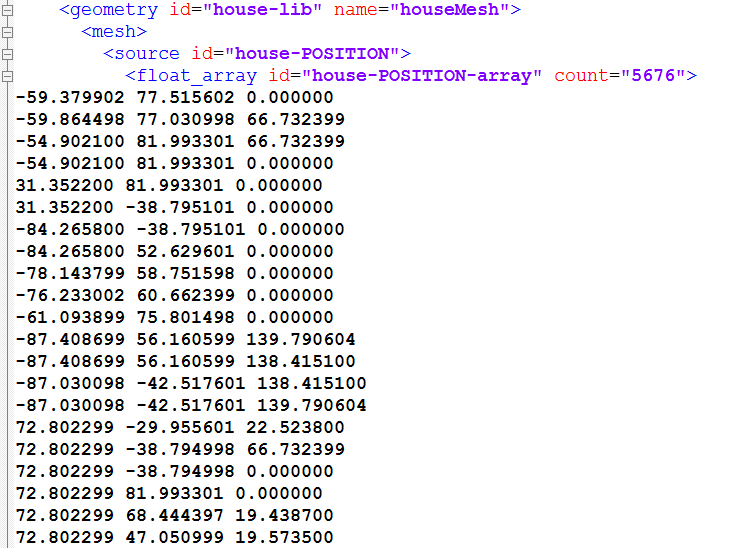 <geometry id="house-lib" name="houseMesh">
<mesh>
<source id="house-POSITION">
<float_array id="house-POSITION-array" count="5676">
-59.379902 77.515602 0.000000
-59.864498 77.030998 66.732399
-54.902100 81.993301 66.732399
-54.902100 81.993301 0.000000
31.352200 81.993301 0.000000
31.352200 -38.795101 0.000000
-84.265800 -38.795101 0.000000
-84.265800 52.629601 0.000000
-78.143799 58.751598 0.000000
-76.233002 60.662399 0.000000
-61.093899 75.801498 0.000000
-87.408699 56.160599 139.790604
-87.408699 56.160599 138.415100
-87.030098 -42.517601 138.415100
-87.030098 -42.517601 139.790604
72.802299 -29.955601 22.523800
72.802299 -38.794998 66.732399
72.802299 -38.794998 0.000000
72.802299 81.993301 0.000000
72.802299 68.444397 19.438700
72.802299 47.050999 19.573500